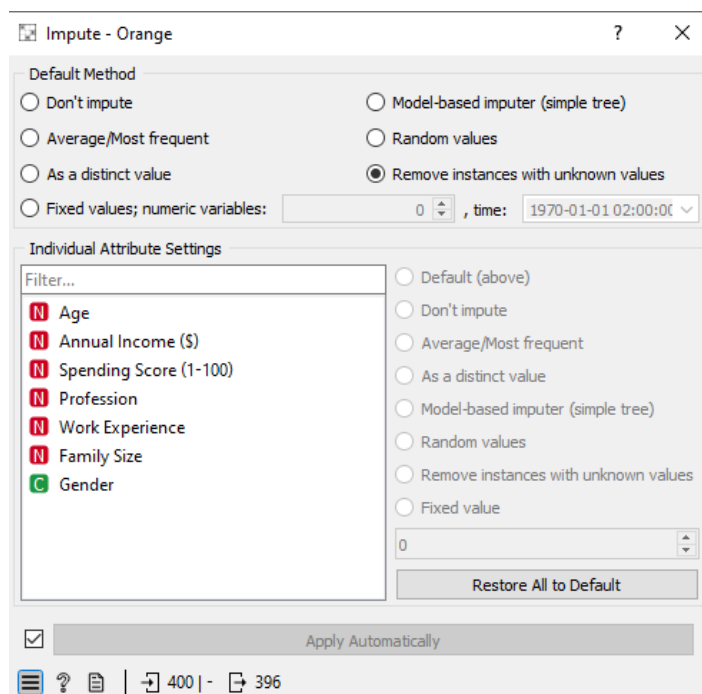 Impute - Orange ? ×
Default Method
Don't impute
Model-based imputer (simple tree)
Average/Most frequent
Random values
As a distinct value
Remove instances with unknown values
Fixed values; numeric variables: 0 , time: 1970-01-01 02:00:00
Individual Attribute Settings
Filter...
N Age
N Annual Income ($)
N Spending Score (1-100)
N Profession
N Work Experience
N Family Size
C Gender
Default (above)
Don't impute
Average/Most frequent
As a distinct value
Model-based imputer (simple tree)
Random values
Remove instances with unknown values
Fixed value
0
Restore All to Default
Apply Automatically
? 400 | - 396